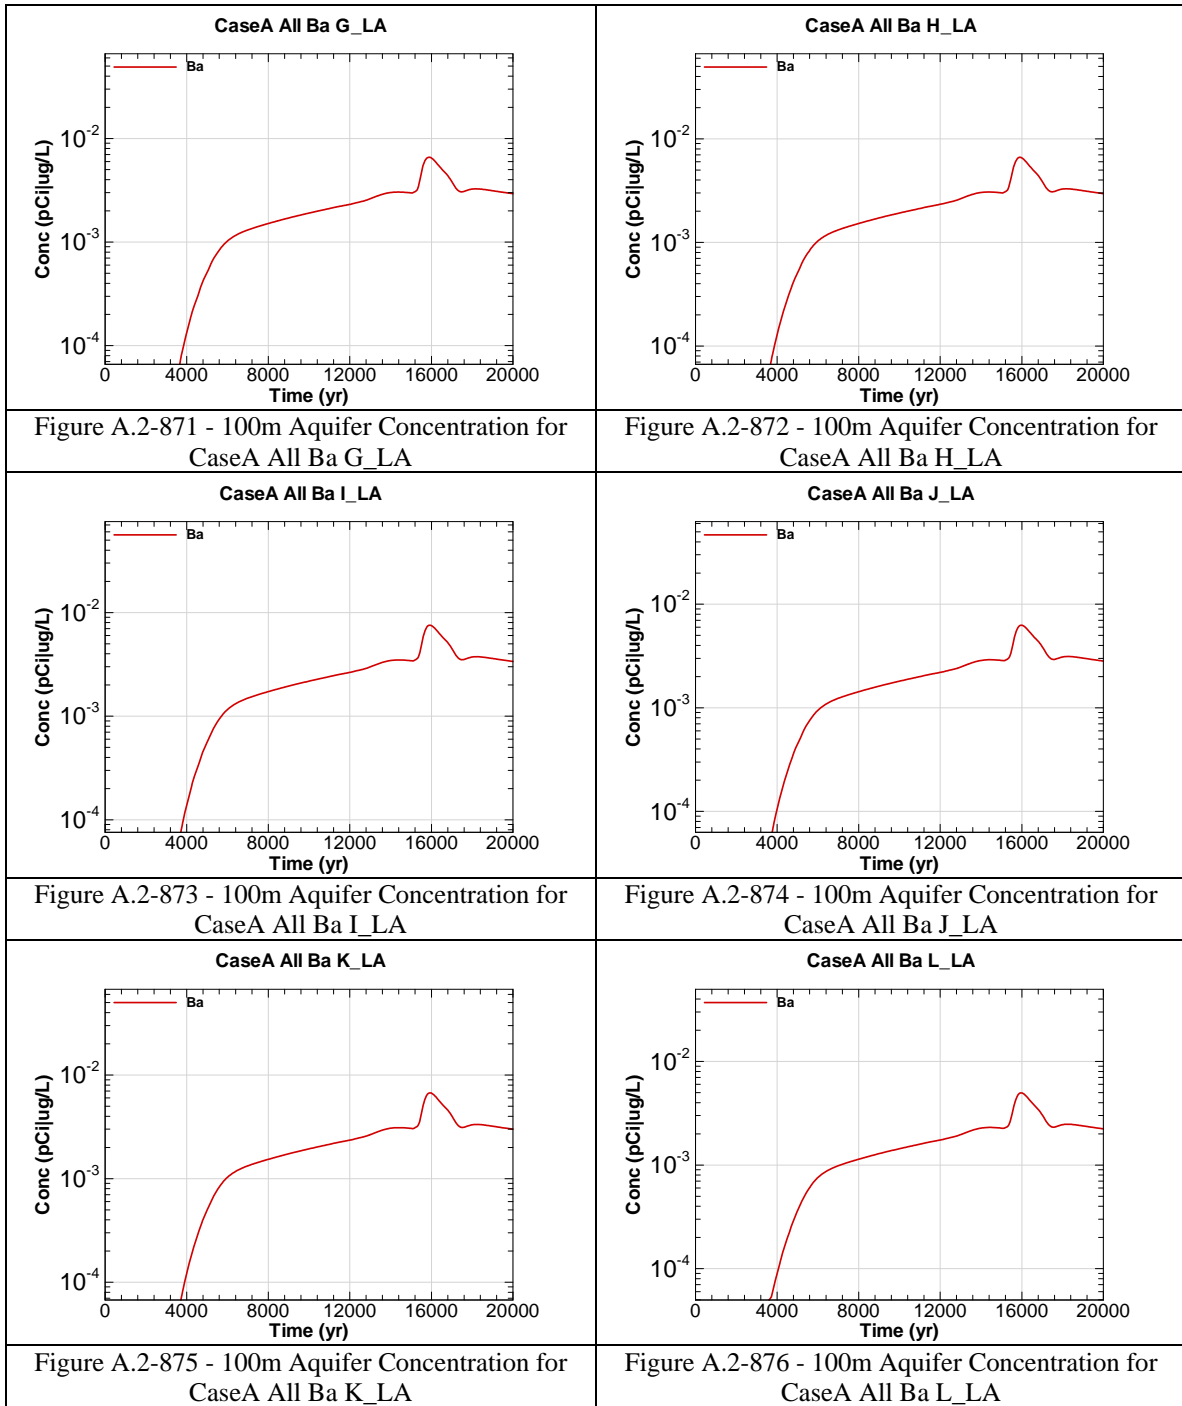 CaseA All Ba G_LA
Ba
10-2
10-3
10-4
Conc (pCi|ug/L)
0 4000 8000 12000 16000 20000
Time (yr)
Figure A.2-871 - 100m Aquifer Concentration for
CaseA All Ba G_LA
CaseA All Ba H_LA
Ba
10-2
10-3
10-4
Conc (pCi|ug/L)
0 4000 8000 12000 16000 20000
Time (yr)
Figure A.2-872 - 100m Aquifer Concentration for
CaseA All Ba H_LA
CaseA All Ba I_LA
Ba
10-2
10-3
10-4
Conc (pCi|ug/L)
0 4000 8000 12000 16000 20000
Time (yr)
Figure A.2-873 - 100m Aquifer Concentration for
CaseA All Ba I_LA
CaseA All Ba J_LA
Ba
10-2
10-3
10-4
Conc (pCi|ug/L)
0 4000 8000 12000 16000 20000
Time (yr)
Figure A.2-874 - 100m Aquifer Concentration for
CaseA All Ba J_LA
CaseA All Ba K_LA
Ba
10-2
10-3
10-4
Conc (pCi|ug/L)
0 4000 8000 12000 16000 20000
Time (yr)
Figure A.2-875 - 100m Aquifer Concentration for
CaseA All Ba K_LA
CaseA All Ba L_LA
Ba
10-2
10-3
10-4
Conc (pCi|ug/L)
0 4000 8000 12000 16000 20000
Time (yr)
Figure A.2-876 - 100m Aquifer Concentration for
CaseA All Ba L_LA